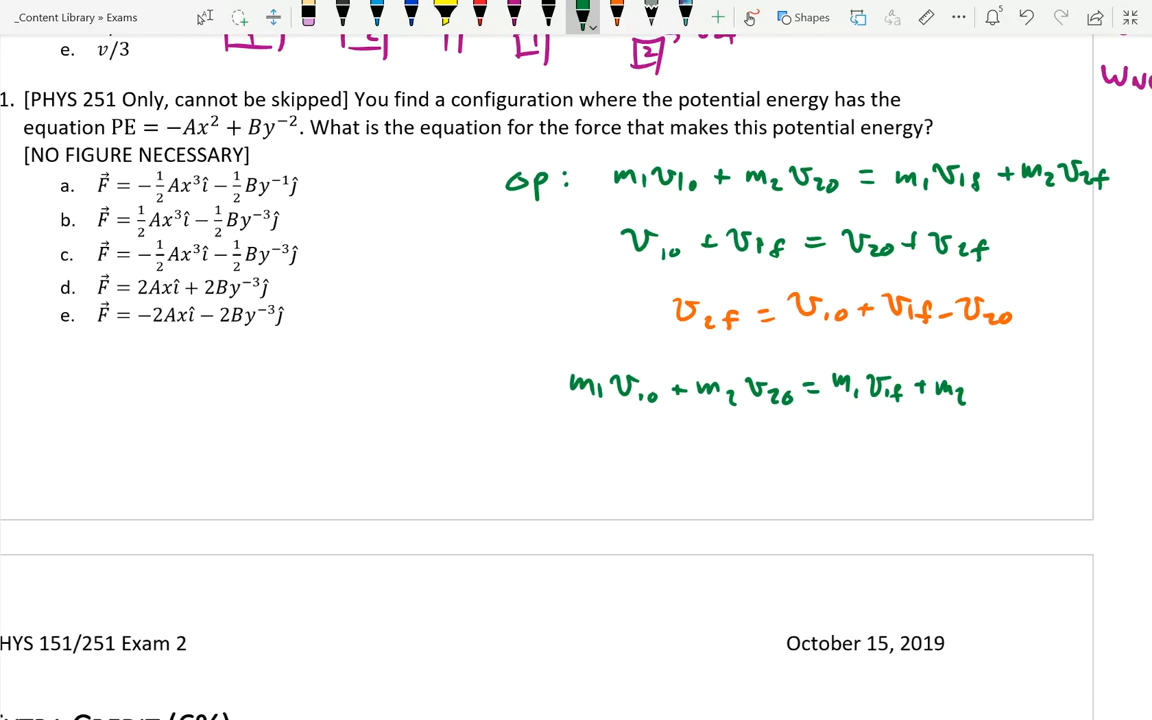 _Content Library » Exams
Shapes
5
e. v/3
1. [PHYS 251 Only, cannot be skipped] You find a configuration where the potential energy has the
equation PE = −Ax² + By⁻². What is the equation for the force that makes this potential energy?
[NO FIGURE NECESSARY]
a. F⃗ = −½Ax³î − ½By⁻¹ĵ
b. F⃗ = ½Ax³î − ½By⁻³ĵ
c. F⃗ = −½Ax³î − ½By⁻³ĵ
d. F⃗ = 2Axî + 2By⁻³ĵ
e. F⃗ = −2Axî − 2By⁻³ĵ
m₁v₁₀ + m₂v₂₀ = m₁v₁f + m₂v₂f
v₁₀ + v₁f = v₂₀ + v₂f
v₂f = v₁₀ + v₁f − v₂₀
m₁v₁₀ + m₂v₂₀ = m₁v₁f + m₂
HYS 151/251 Exam 2
October 15, 2019